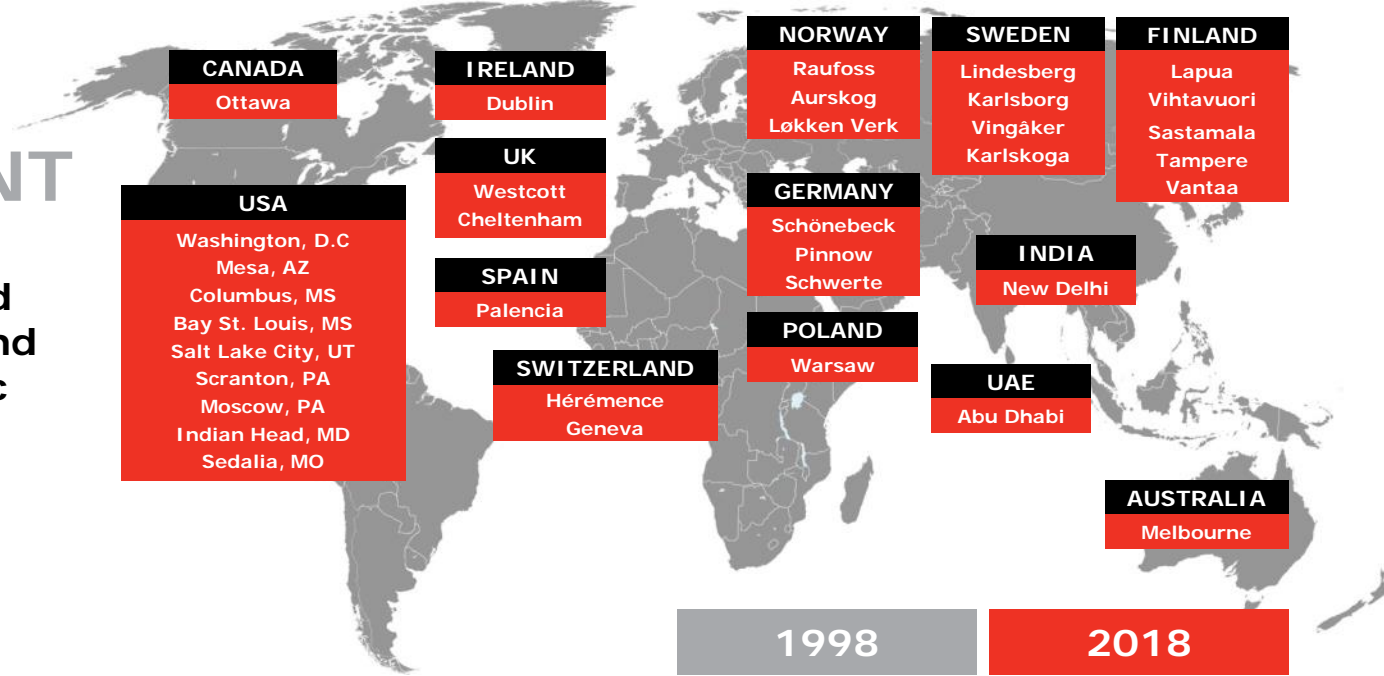 NT
d
nd
c
CANADA
Ottawa
USA
Washington, D.C
Mesa, AZ
Columbus, MS
Bay St. Louis, MS
Salt Lake City, UT
Scranton, PA
Moscow, PA
Indian Head, MD
Sedalia, MO
IRELAND
Dublin
UK
Westcott
Cheltenham
SPAIN
Palencia
SWITZERLAND
Hérémence
Geneva
NORWAY
Raufoss
Aurskog
Løkken Verk
GERMANY
Schönebeck
Pinnow
Schwerte
POLAND
Warsaw
SWEDEN
Lindesberg
Karlsborg
Vingåker
Karlskoga
FINLAND
Lapua
Vihtavuori
Sastamala
Tampere
Vantaa
INDIA
New Delhi
UAE
Abu Dhabi
AUSTRALIA
Melbourne
1998
2018